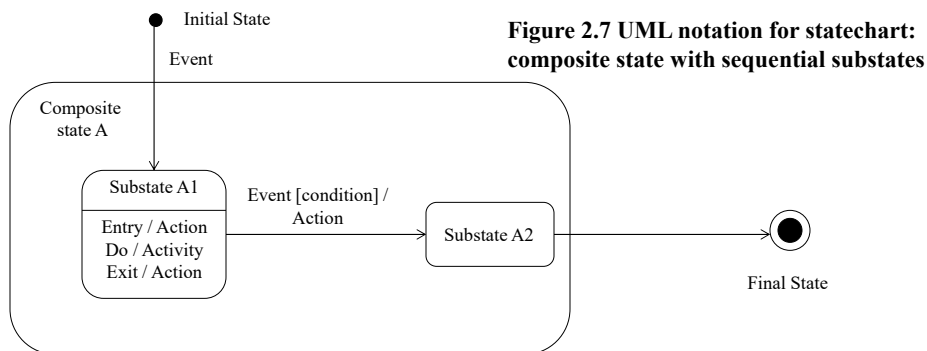 Initial State
Figure 2.7 UML notation for statechart:
composite state with sequential substates
Event
Composite
state A
Substate A1
Entry / Action
Do / Activity
Exit / Action
Event [condition] /
Action
Substate A2
Final State